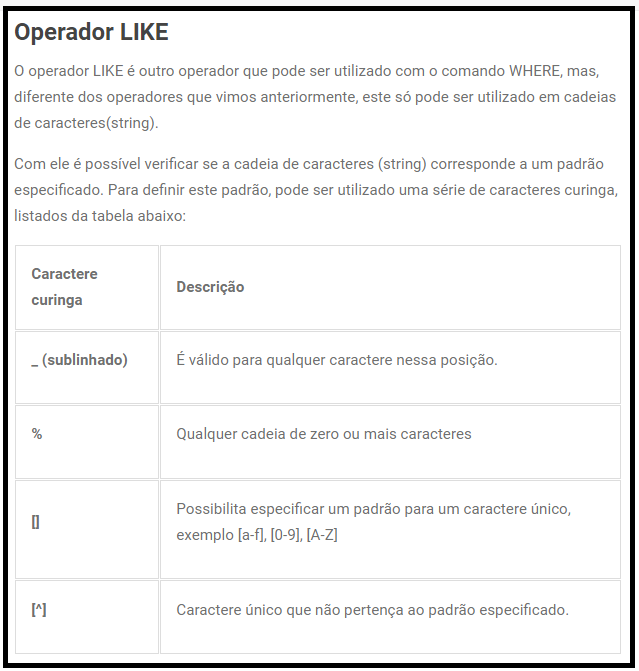 Operador LIKE
O operador LIKE é outro operador que pode ser utilizado com o comando WHERE, mas,
diferente dos operadores que vimos anteriormente, este só pode ser utilizado em cadeias
de caracteres(string).
Com ele é possível verificar se a cadeia de caracteres (string) corresponde a um padrão
especificado. Para definir este padrão, pode ser utilizado uma série de caracteres curinga,
listados da tabela abaixo:
Caractere
curinga
Descrição
_ (sublinhado)
É válido para qualquer caractere nessa posição.
%
Qualquer cadeia de zero ou mais caracteres
[]
Possibilita especificar um padrão para um caractere único,
exemplo [a-f], [0-9], [A-Z]
[^]
Caractere único que não pertença ao padrão especificado.